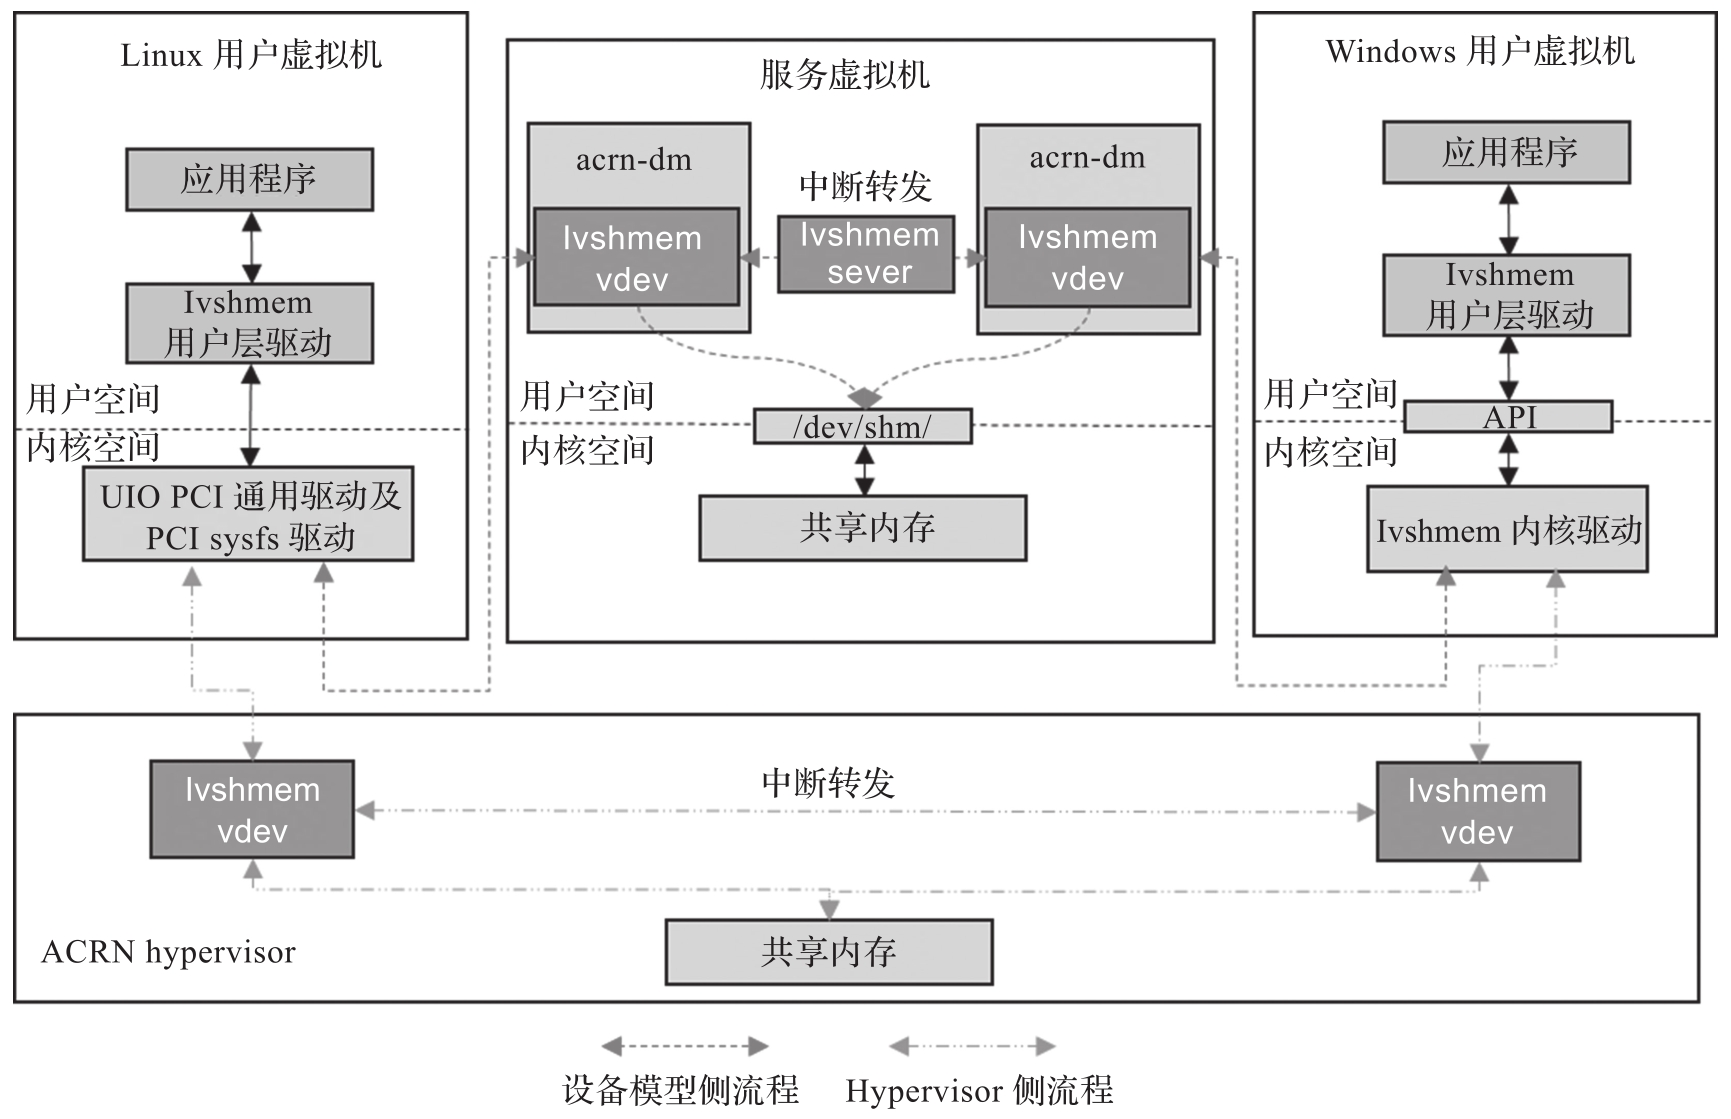 Linux 用户虚拟机
应用程序
Ivshmem
用户层驱动
用户空间
内核空间
UIO PCI 通用驱动及
PCI sysfs 驱动
服务虚拟机
acrn-dm
Ivshmem
vdev
中断转发
Ivshmem
sever
acrn-dm
Ivshmem
vdev
用户空间
内核空间
/dev/shm/
共享内存
Windows 用户虚拟机
应用程序
Ivshmem
用户层驱动
用户空间
API
内核空间
Ivshmem 内核驱动
Ivshmem
vdev
中断转发
Ivshmem
vdev
ACRN hypervisor
共享内存
设备模型侧流程
Hypervisor 侧流程